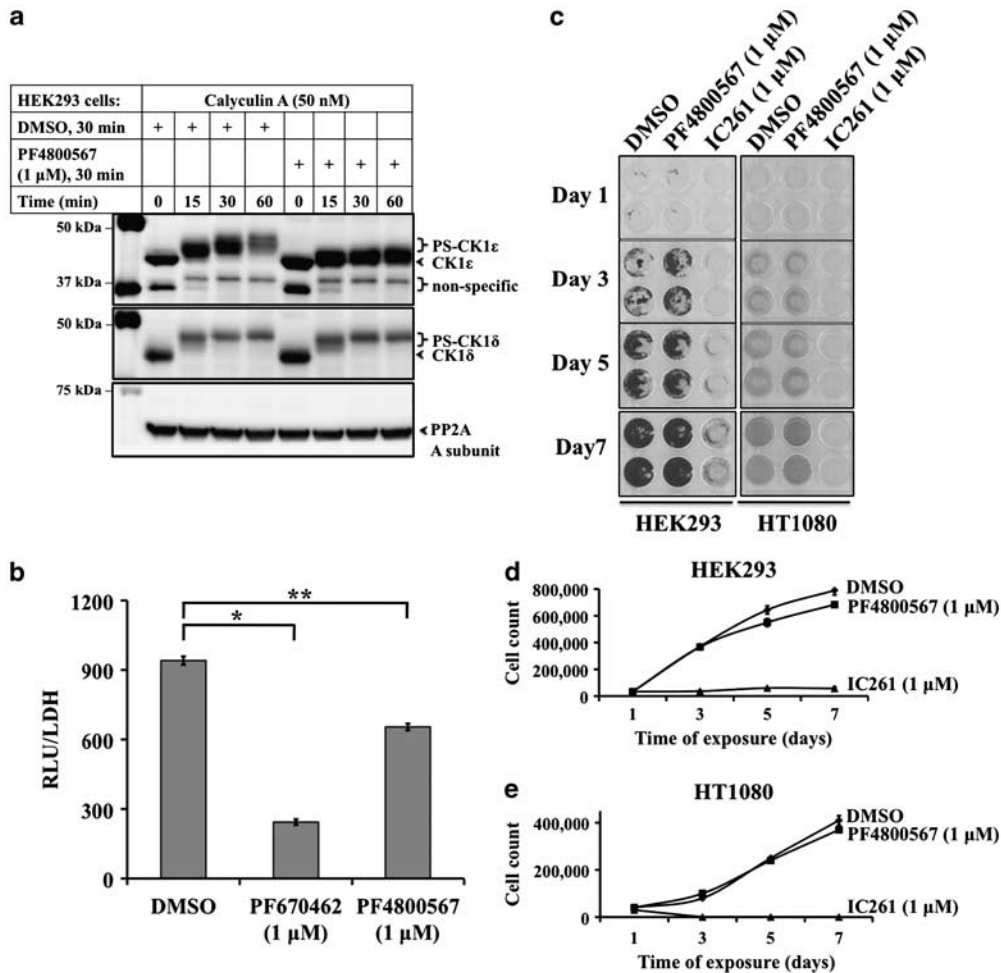 a
HEK293 cells: Calyculin A (50 nM)
DMSO, 30 min + + + +
PF4800567
(1 µM), 30 min + + + +
Time (min) 0 15 30 60 0 15 30 60
50 kDa
PS-CK1ε
CK1ε
37 kDa
non-specific
50 kDa
PS-CK1δ
CK1δ
75 kDa
PP2A
A subunit
b
1200
900
600
300
0
RLU/LDH
*
**
DMSO PF670462 PF4800567
(1 µM) (1 µM)
c
DMSO PF4800567 (1 µM) IC261 (1 µM) DMSO PF4800567 (1 µM) IC261 (1 µM)
Day 1
Day 3
Day 5
Day7
HEK293 HT1080
d
HEK293
Cell count
800,000
600,000
400,000
200,000
0
DMSO
PF4800567 (1 µM)
IC261 (1 µM)
1 3 5 7
Time of exposure (days)
e
HT1080
Cell count
400,000
200,000
0
DMSO
PF4800567 (1 µM)
IC261 (1 µM)
1 3 5 7
Time of exposure (days)